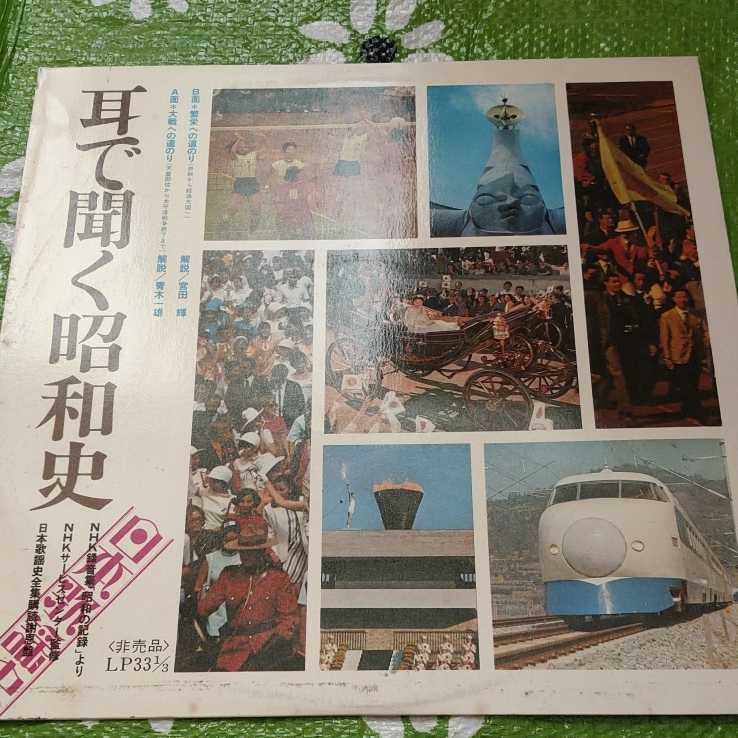 耳で聞く昭和史
B面＊繁栄への道のり
解説／宮田 輝
A面＊大戦への道のり
解説／青木一雄
NHK録音集「昭和の記録」より
NHKサービスセンター監修
日本歌謡史全集購読謝恩盤
〈非売品〉
LP33 1/3